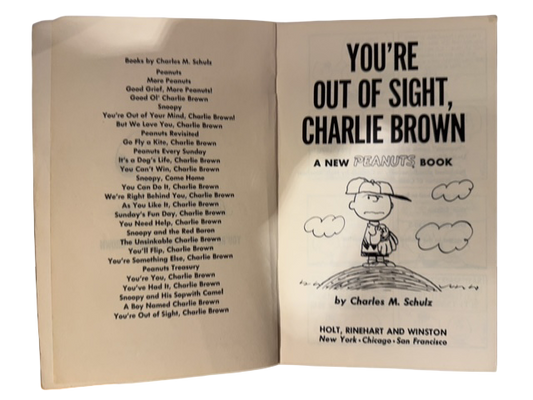 Books by Charles M. Schulz
Peanuts
More Peanuts
Good Grief, More Peanuts!
Good Ol' Charlie Brown
Snoopy
You're Out of Your Mind, Charlie Brown!
But We Love You, Charlie Brown
Peanuts Revisited
Go Fly a Kite, Charlie Brown
Peanuts Every Sunday
It's a Dog's Life, Charlie Brown
You Can't Win, Charlie Brown
Snoopy, Come Home
You Can Do It, Charlie Brown
We're Right Behind You, Charlie Brown
As You Like It, Charlie Brown
Sunday's Fun Day, Charlie Brown
You Need Help, Charlie Brown
Snoopy and the Red Baron
The Unsinkable Charlie Brown
You'll Flip, Charlie Brown
You're Something Else, Charlie Brown
Peanuts Treasury
You're You, Charlie Brown
You've Had It, Charlie Brown
Snoopy and His Sopwith Camel
A Boy Named Charlie Brown
You're Out of Sight, Charlie Brown
YOU'RE
OUT OF SIGHT,
CHARLIE BROWN
A NEW PEANUTS BOOK
by Charles M. Schulz
HOLT, RINEHART AND WINSTON
New York • Chicago • San Francisco